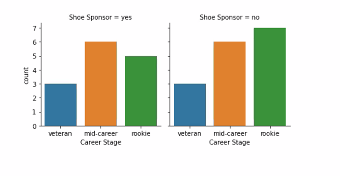 Shoe Sponsor = yes
Shoe Sponsor = no
7
6
5
4
3
2
1
0
count
veteran mid-career rookie
veteran mid-career rookie
Career Stage
Career Stage